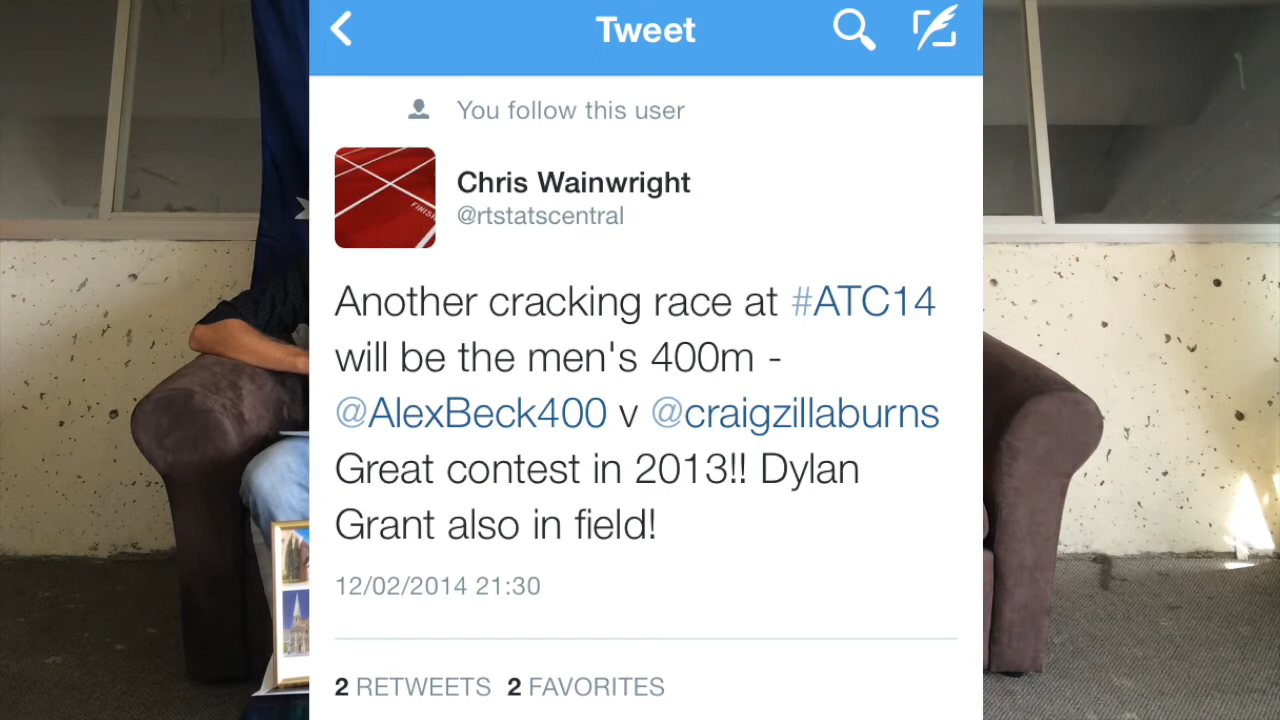 Tweet
You follow this user
FINISH
Chris Wainwright
@rtstatscentral
Another cracking race at #ATC14
will be the men's 400m -
@AlexBeck400 v @craigzillaburns
Great contest in 2013!! Dylan
Grant also in field!
12/02/2014 21:30
2 RETWEETS 2 FAVORITES